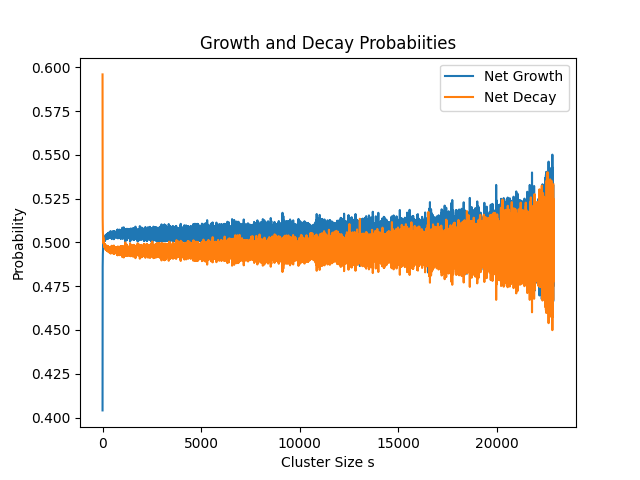 Growth and Decay Probabiities
0.600
0.575
0.550
0.525
0.500
0.475
0.450
0.425
0.400
Probability
Net Growth
Net Decay
0
5000
10000
15000
20000
Cluster Size s